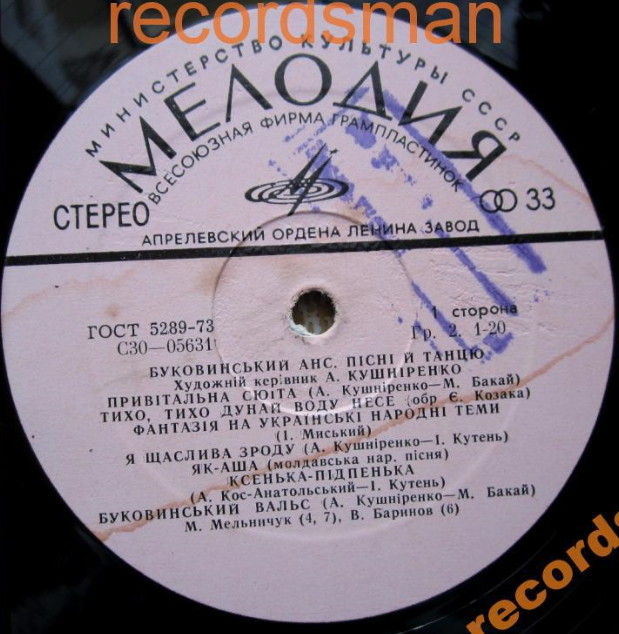 recordsman
МИНИСТЕРСТВО КУЛЬТУРЫ СССР
МЕЛОДИЯ
ВСЕСОЮЗНАЯ ФИРМА ГРАМПЛАСТИНОК
СТЕРЕО
33
АПРЕЛЕВСКИЙ ОРДЕНА ЛЕНИНА ЗАВОД
ГОСТ 5289-73
1 сторона
С30—05631
Гр. 2. 1-20
БУКОВИНСЬКИЙ АНС. ПІСНІ Й ТАНЦЮ
Художній керівник А. КУШНІРЕНКО
ПРИВІТАЛЬНА СЮІТА (А. Кушніренко—М. Бакай)
ТИХО, ТИХО ДУНАЙ ВОДУ НЕСЕ (обр Є. Козака)
ФАНТАЗІЯ НА УКРАЇНСЬКІ НАРОДНІ ТЕМИ
(І. Миський)
Я ЩАСЛИВА ЗРОДУ (А. Кушніренко—І. Кутень)
ЯК-АША (молдавська нар. пісня)
КСЕНЬКА-ПІДПЕНЬКА
(А. Кос-Анатольський—І. Кутень)
БУКОВИНСЬКИЙ ВАЛЬС (А. Кушніренко—М. Бакай)
М. Мельничук (4, 7), В. Баринов (6)
records